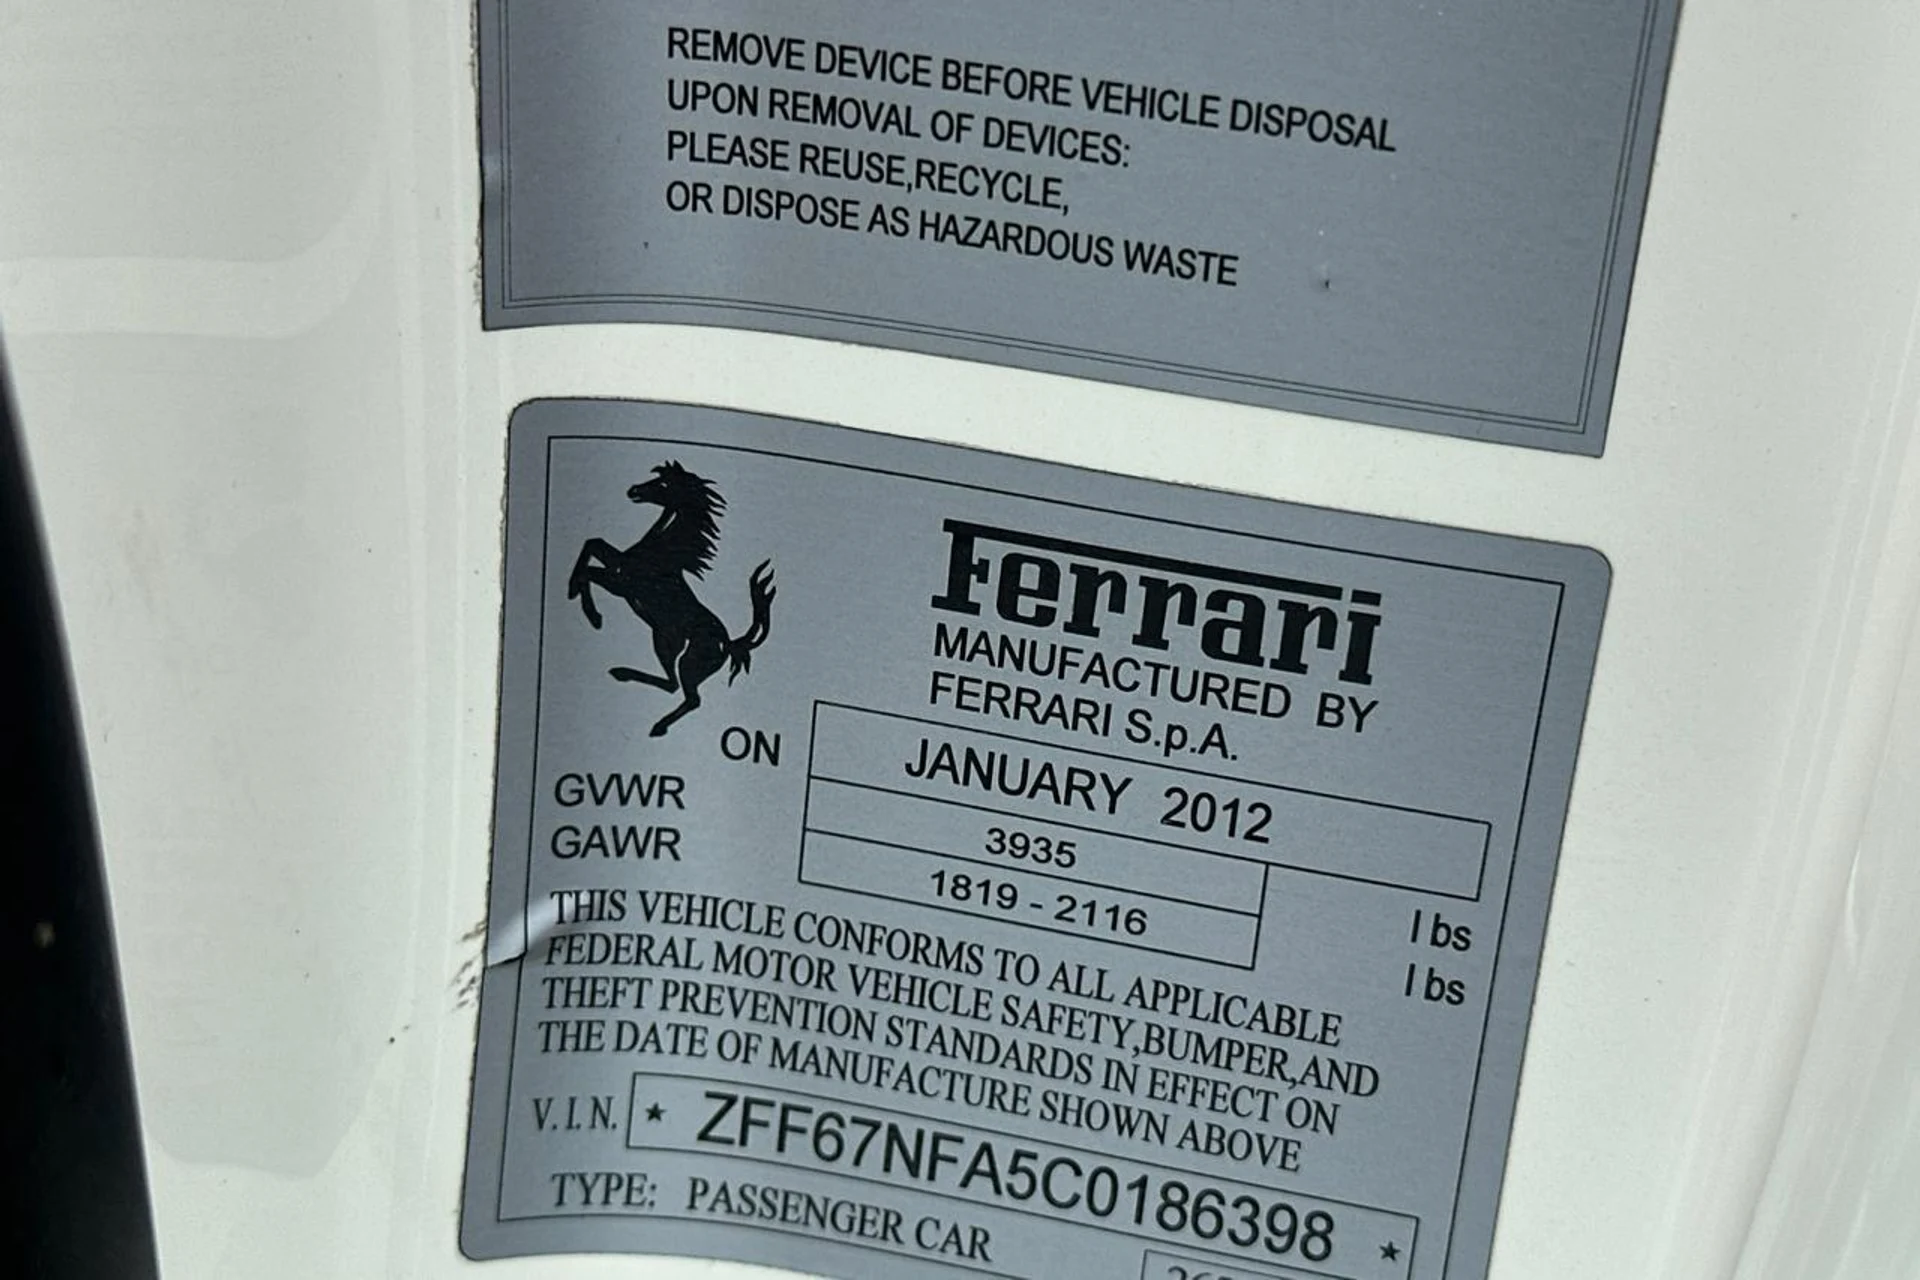 REMOVE DEVICE BEFORE VEHICLE DISPOSAL
UPON REMOVAL OF DEVICES:
PLEASE REUSE,RECYCLE,
OR DISPOSE AS HAZARDOUS WASTE
Ferrari
MANUFACTURED BY
FERRARI S.p.A.
ON JANUARY 2012
GVWR 3935 lbs
GAWR 1819 - 2116 lbs
THIS VEHICLE CONFORMS TO ALL APPLICABLE
FEDERAL MOTOR VEHICLE SAFETY,BUMPER,AND
THEFT PREVENTION STANDARDS IN EFFECT ON
THE DATE OF MANUFACTURE SHOWN ABOVE
V.I.N. ★ ZFF67NFA5C0186398 ★
TYPE: PASSENGER CAR